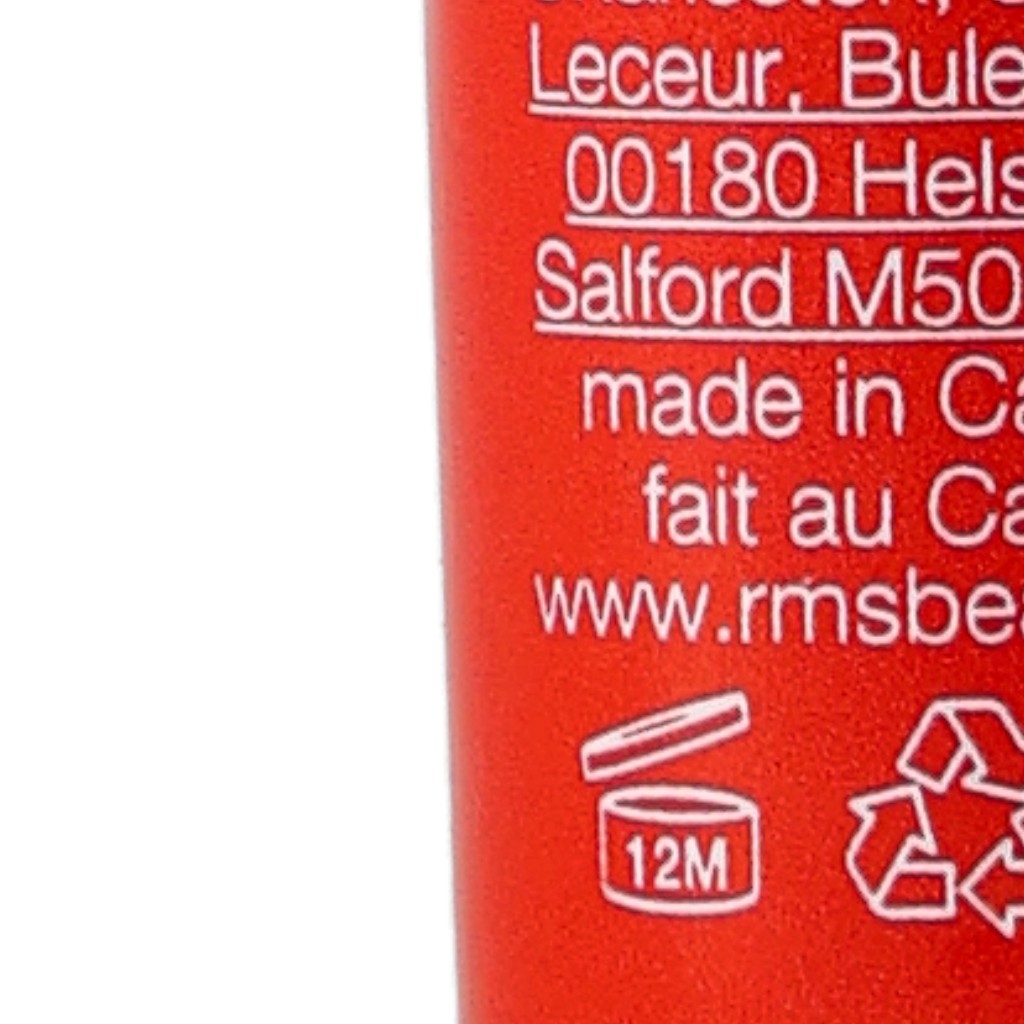 Leceur, Bule
00180 Hels
Salford M50
made in Ca
fait au Ca
www.rmsbea
12M